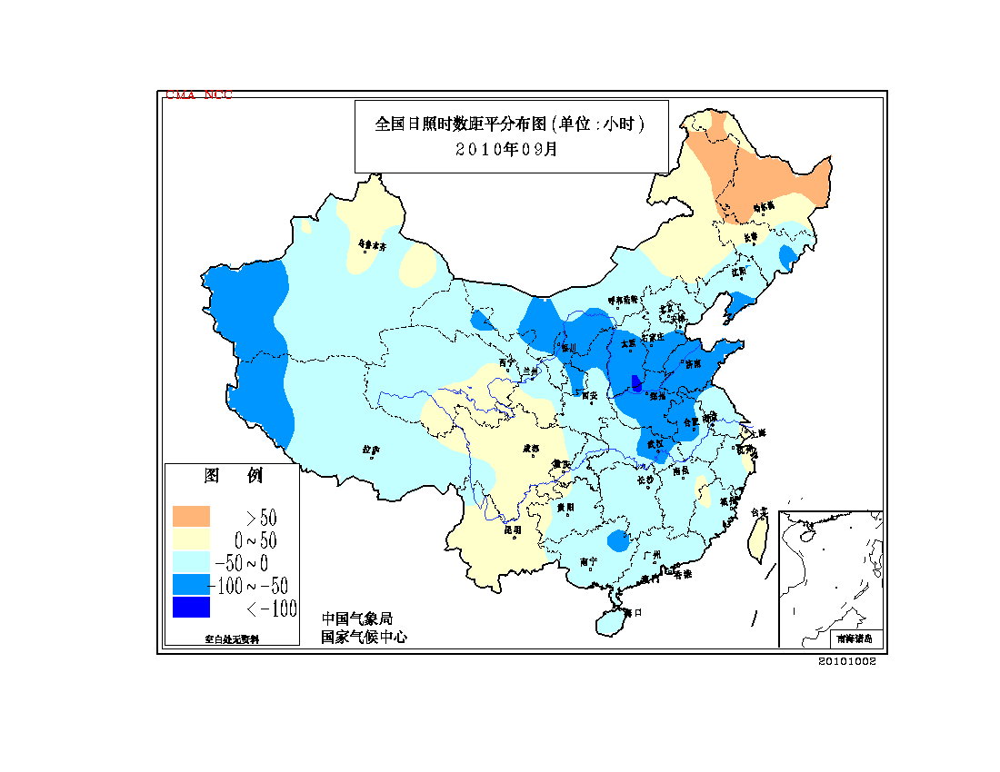 CMA NCC
全国日照时数距平分布图(单位:小时)
2010年09月
哈尔滨
长春
乌鲁木齐
沈阳
呼和浩特
北京
天津
银川
太原
石家庄
济南
西宁
兰州
西安
郑州
合肥
南京
上海
拉萨
成都
武汉
杭州
重庆
长沙
南昌
贵阳
福州
台北
昆明
南宁
广州
澳门
香港
海口
图 例
>50
0~50
-50~0
-100~-50
<-100
空白处无资料
中国气象局
国家气候中心
南海诸岛
20101002